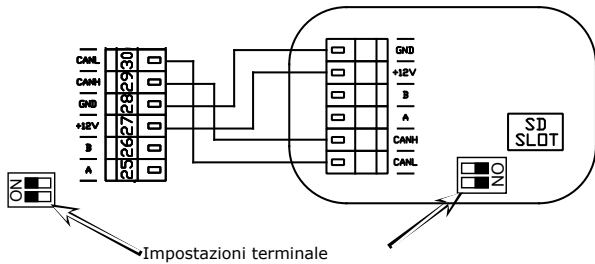 CANL 30
CANH 29
GND 28
+12V 27
B 26
A 25
GND
+12V
B
A
CANH
CANL
SD
SLOT
ON
NO
Impostazioni terminale